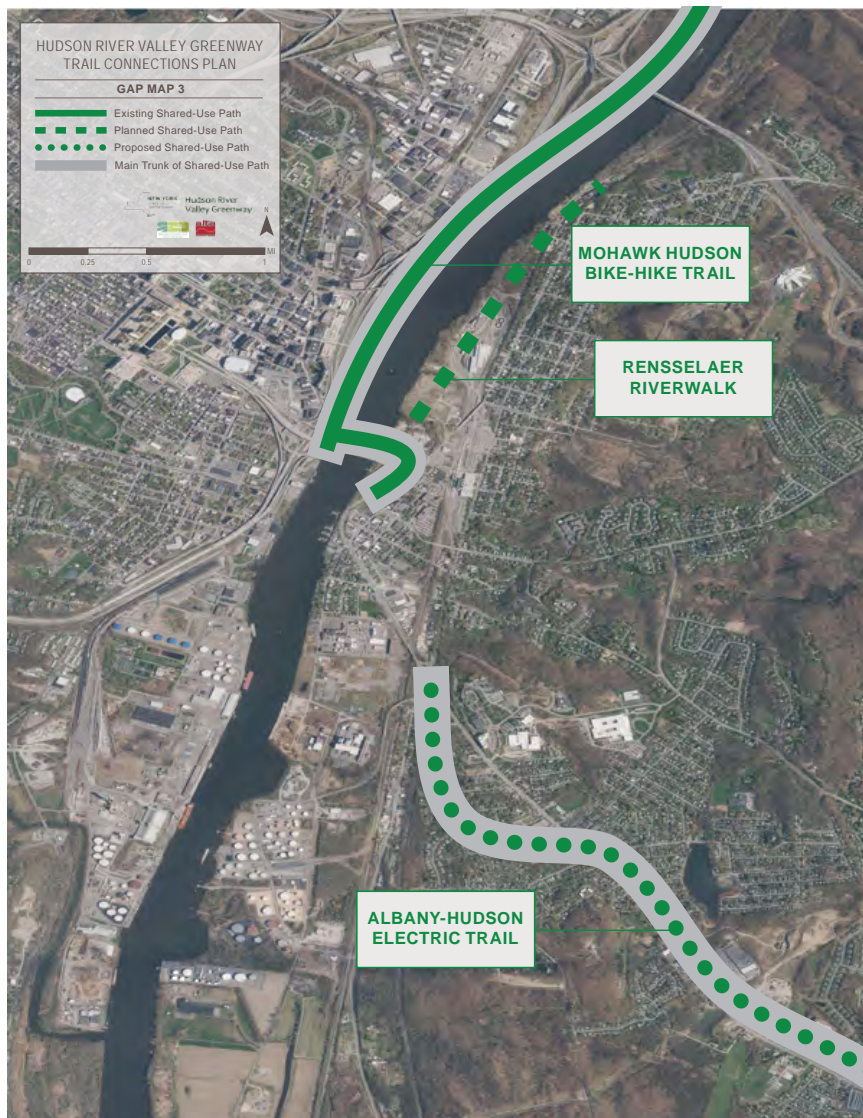 HUDSON RIVER VALLEY GREENWAY
TRAIL CONNECTIONS PLAN
GAP MAP 3
Existing Shared-Use Path
Planned Shared-Use Path
Proposed Shared-Use Path
Main Trunk of Shared-Use Path
Hudson River
Valley Greenway
N
MI
0 0.25 0.5 1
MOHAWK HUDSON
BIKE-HIKE TRAIL
RENSSELAER
RIVERWALK
ALBANY-HUDSON
ELECTRIC TRAIL